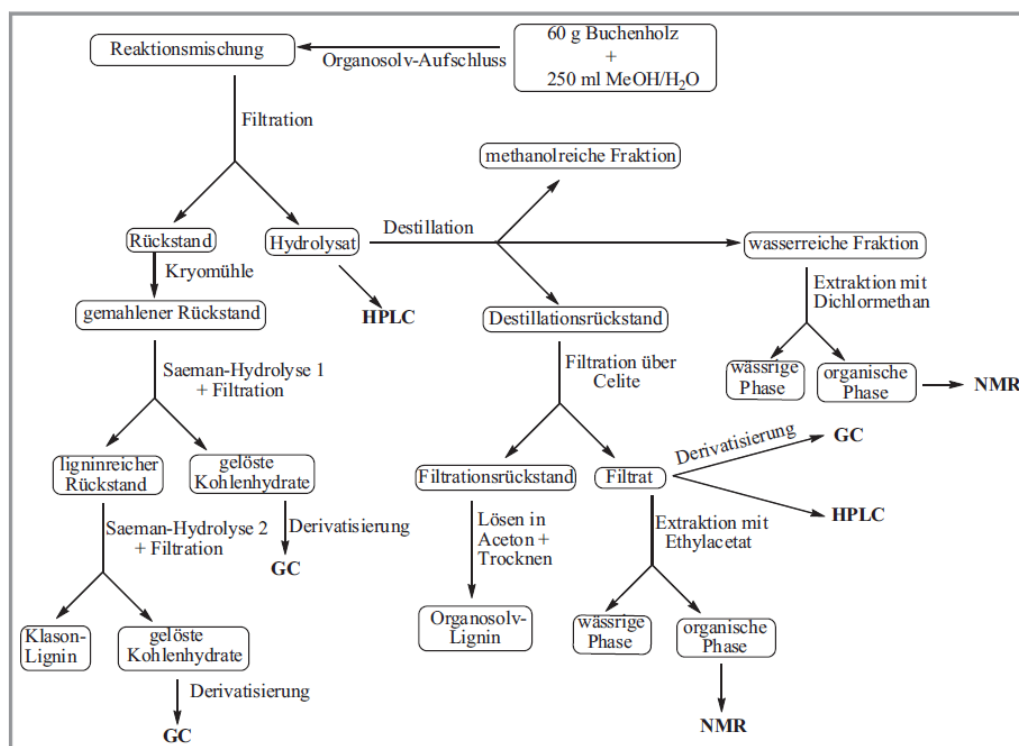 60 g Buchenholz
+
250 ml MeOH/H₂O
Reaktionsmischung
Organosolv-Aufschluss
Filtration
methanolreiche Fraktion
Rückstand
Hydrolysat
Destillation
wasserreiche Fraktion
Kryomühle
Extraktion mit
Dichlormethan
gemahlener Rückstand
HPLC
Destillationsrückstand
Saeman-Hydrolyse 1
+ Filtration
Filtration über
Celite
wässrige
Phase
organische
Phase
NMR
ligninreicher
Rückstand
gelöste
Kohlenhydrate
Filtrationsrückstand
Filtrat
Derivatisierung
GC
HPLC
Saeman-Hydrolyse 2
+ Filtration
Derivatisierung
GC
Lösen in
Aceton +
Trocknen
Extraktion mit
Ethylacetat
Klason-
Lignin
gelöste
Kohlenhydrate
Organosolv-
Lignin
wässrige
Phase
organische
Phase
Derivatisierung
GC
NMR